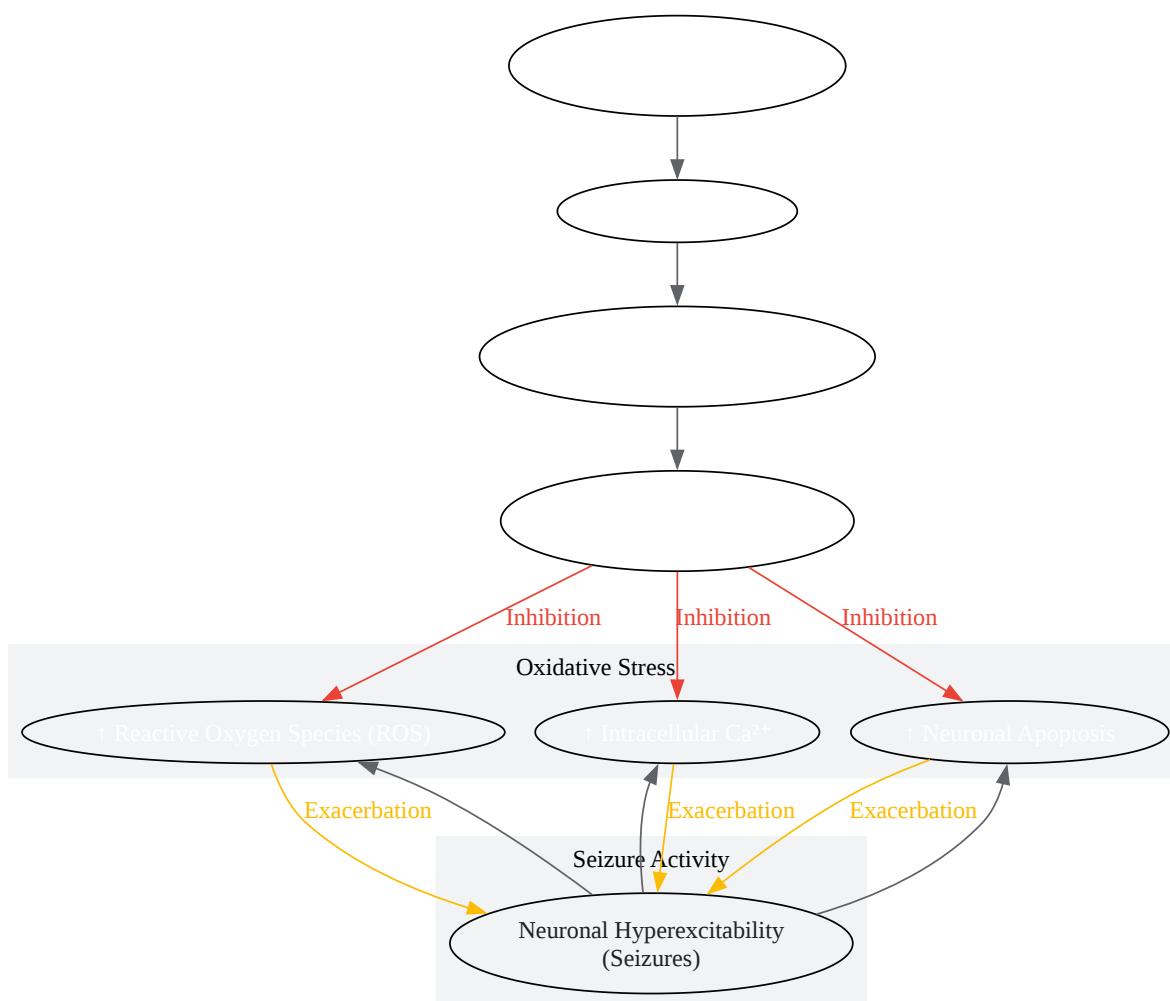 Inhibition
Inhibition
Inhibition
Oxidative Stress
↑ Reactive Oxygen Species (ROS)
↑ Intracellular Ca²⁺
↑ Neuronal Apoptosis
Exacerbation
Exacerbation
Exacerbation
Seizure Activity
Neuronal Hyperexcitability
(Seizures)